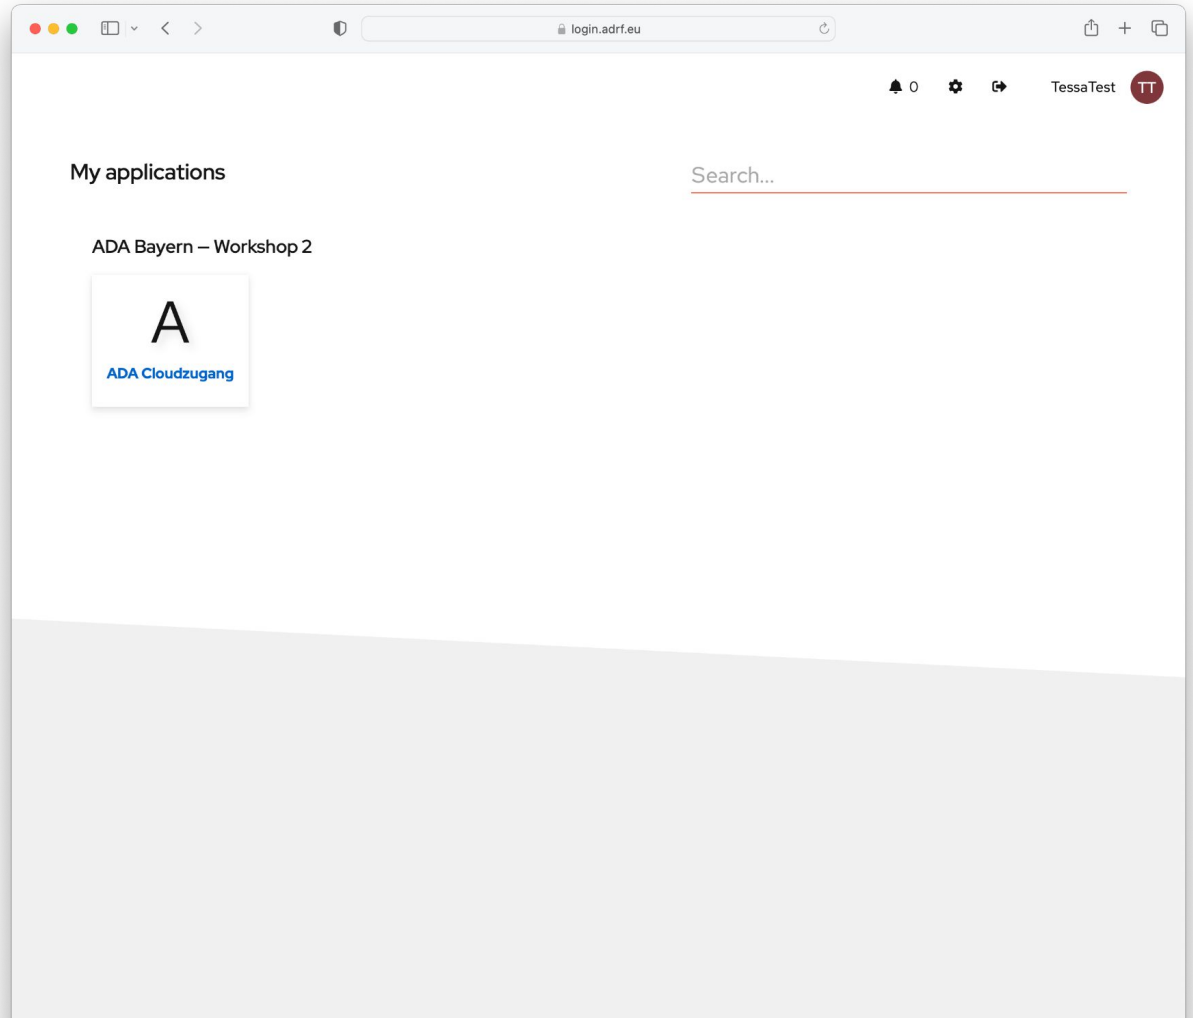 login.adrf.eu
0
TessaTest
TT
My applications
Search...
ADA Bayern — Workshop 2
A
ADA Cloudzugang